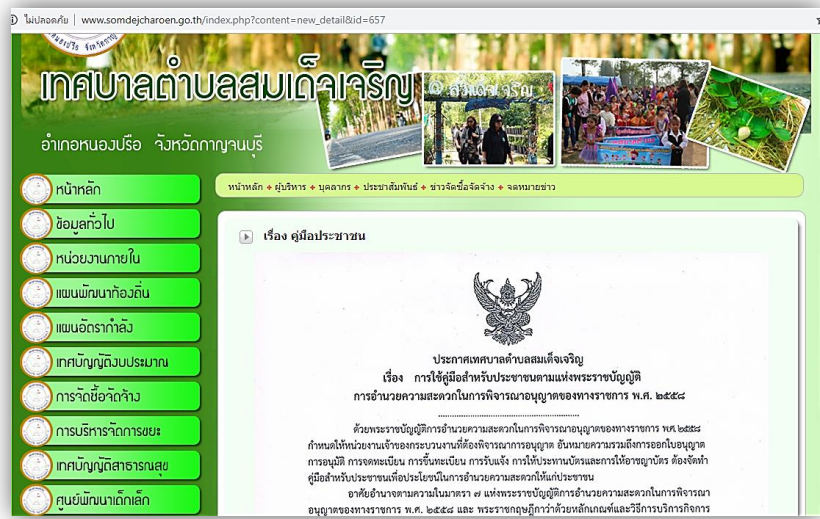 ไม่ปลอดภัย | www.somdejcharoen.go.th/index.php?content=new_detail&id=657
เทศบาลตำบลสมเด็จเจริญ
อำเภอหนองปรือ จังหวัดกาญจนบุรี
หน้าหลัก
ข้อมูลทั่วไป
หน่วยงานภายใน
แผนพัฒนาท้องถิ่น
แผนอัตรากำลัง
เทศบัญญัติงบประมาณ
การจัดซื้อจัดจ้าง
การบริหารจัดการขยะ
เทศบัญญัติสาธารณสุข
ศูนย์พัฒนาเด็กเล็ก
หน้าหลัก + ผู้บริหาร + บุคลากร + ประชาสัมพันธ์ + ข่าวจัดซื้อจัดจ้าง + จดหมายข่าว
เรื่อง คู่มือประชาชน
ประกาศเทศบาลตำบลสมเด็จเจริญ
เรื่อง การใช้คู่มือสำหรับประชาชนตามแห่งพระราชบัญญัติ
การอำนวยความสะดวกในการพิจารณาอนุญาตของทางราชการ พ.ศ. ๒๕๕๘
ด้วยพระราชบัญญัติการอำนวยความสะดวกในการพิจารณาอนุญาตของทางราชการ พ.ศ. ๒๕๕๘
กำหนดให้หน่วยงานเจ้าของกระบวนงานที่ต้องพิจารณาการอนุญาต อันหมายความรวมถึงการออกใบอนุญาต
การอนุมัติ การจดทะเบียน การขึ้นทะเบียน การรับแจ้ง การให้ประทานบัตรและการให้อาชญาบัตร ต้องจัดทำ
คู่มือสำหรับประชาชนเพื่อประโยชน์ในการอำนวยความสะดวกให้แก่ประชาชน
อาศัยอำนาจตามความในมาตรา ๗ แห่งพระราชบัญญัติการอำนวยความสะดวกในการพิจารณา
อนุญาตของทางราชการ พ.ศ. ๒๕๕๘ และ พระราชกฤษฎีกาว่าด้วยหลักเกณฑ์และวิธีการบริหารกิจการ